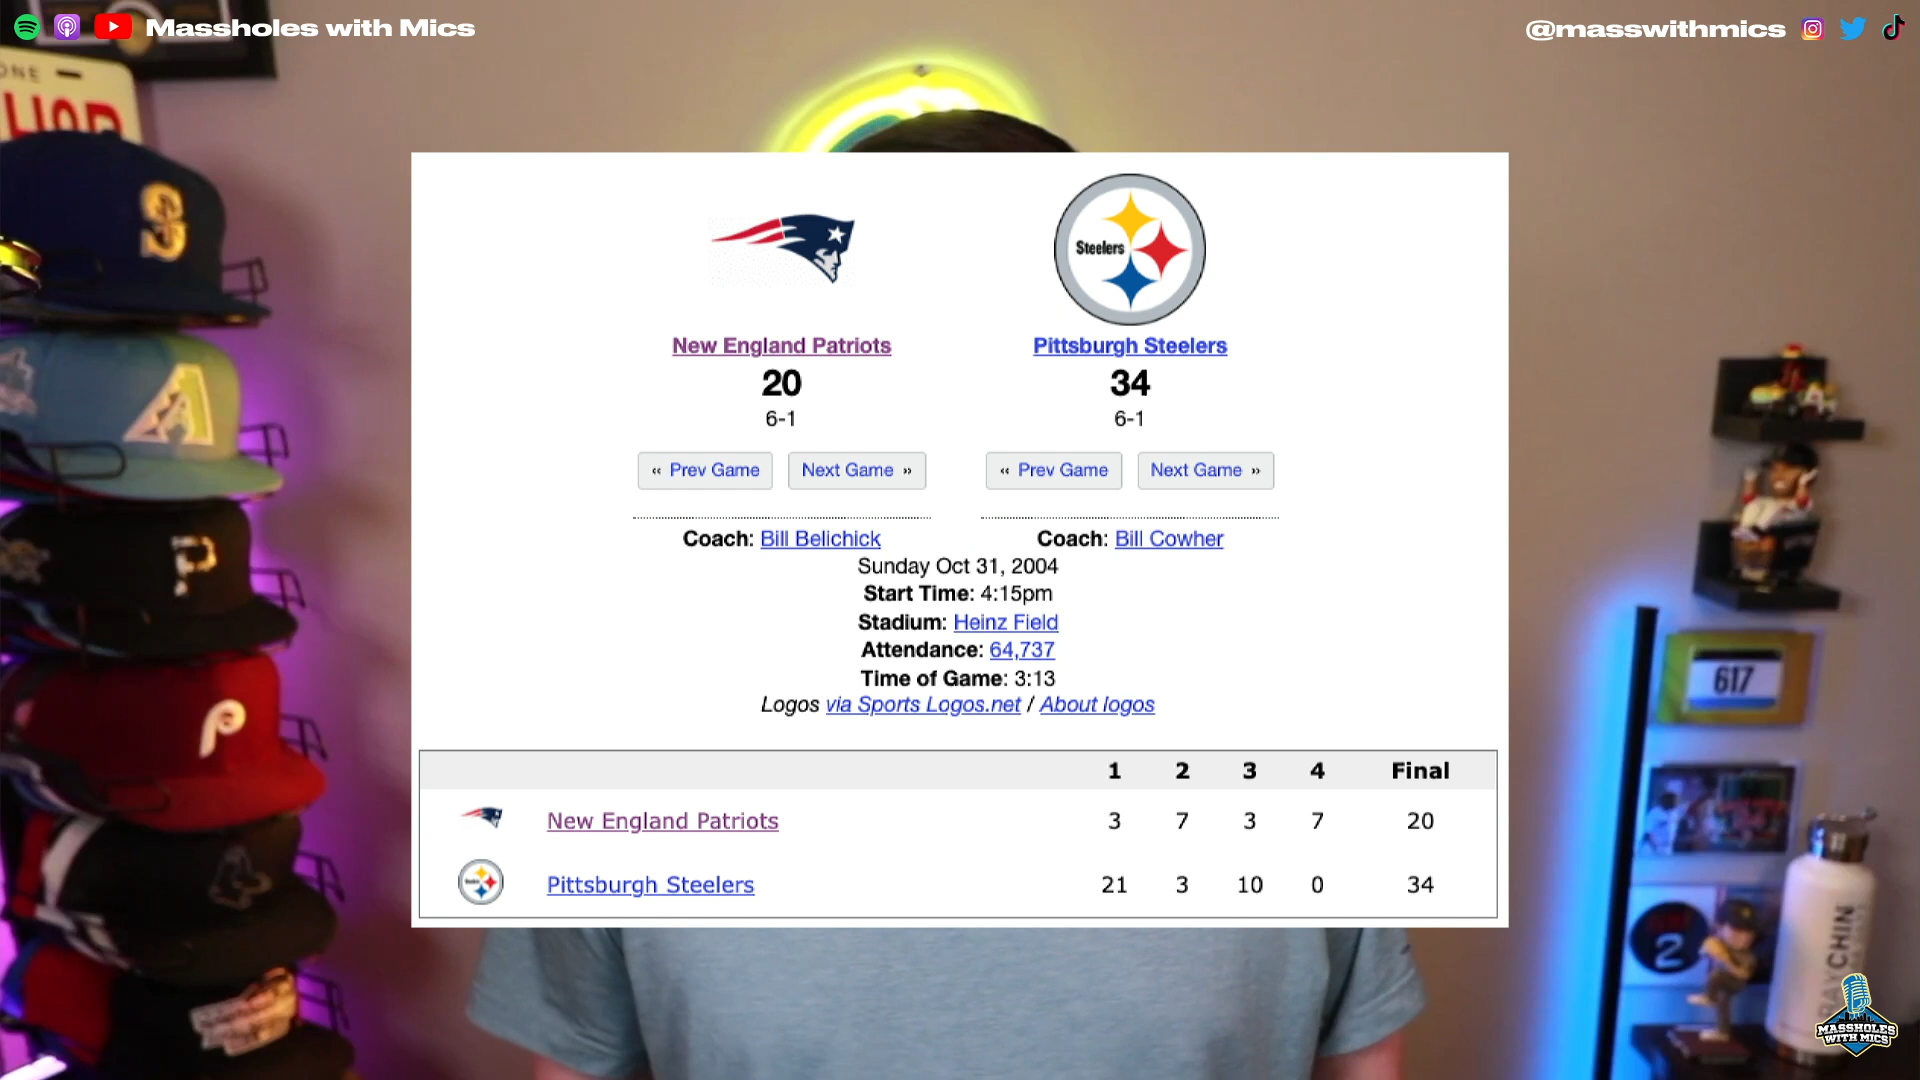 Massholes with Mics
@masswithmics
ONE
S
A
P
P
Steelers
New England Patriots
20
6-1
« Prev Game
Next Game »
Coach: Bill Belichick
Pittsburgh Steelers
34
6-1
« Prev Game
Next Game »
Coach: Bill Cowher
Sunday Oct 31, 2004
Start Time: 4:15pm
Stadium: Heinz Field
Attendance: 64,737
Time of Game: 3:13
Logos via Sports Logos.net / About logos
1 2 3 4 Final
New England Patriots 3 7 3 7 20
Pittsburgh Steelers 21 3 10 0 34
617
2
MASSHOLES
WITH MICS